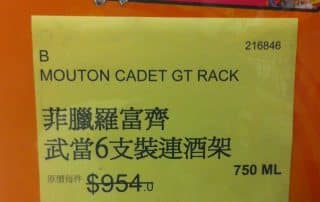 216846
B
MOUTON CADET GT RACK
菲臘羅富齊
武當6支裝連酒架
750 ML
原價每件 $954.0